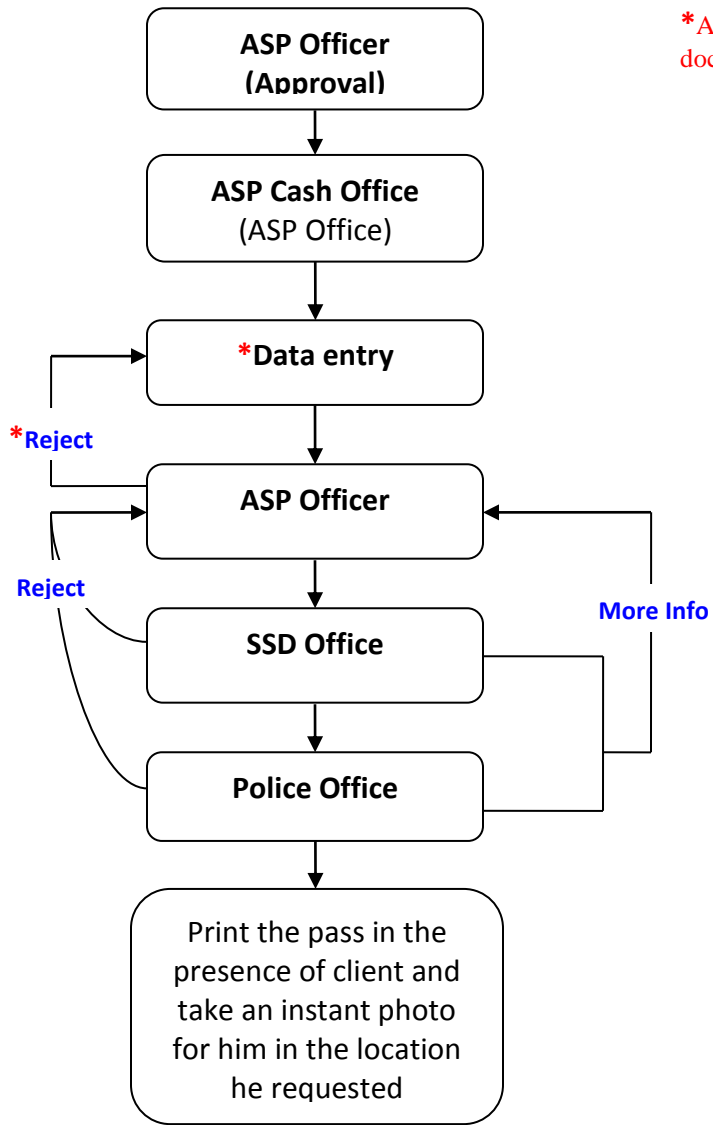 ASP Officer
(Approval)
*A
doc
ASP Cash Office
(ASP Office)
*Data entry
*Reject
ASP Officer
Reject
More Info
SSD Office
Police Office
Print the pass in the
presence of client and
take an instant photo
for him in the location
he requested